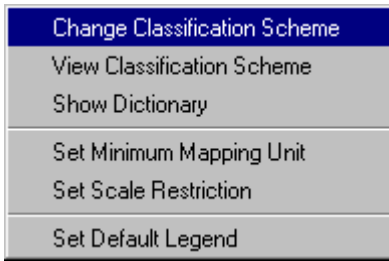 Change Classification Scheme
View Classification Scheme
Show Dictionary
Set Minimum Mapping Unit
Set Scale Restriction
Set Default Legend